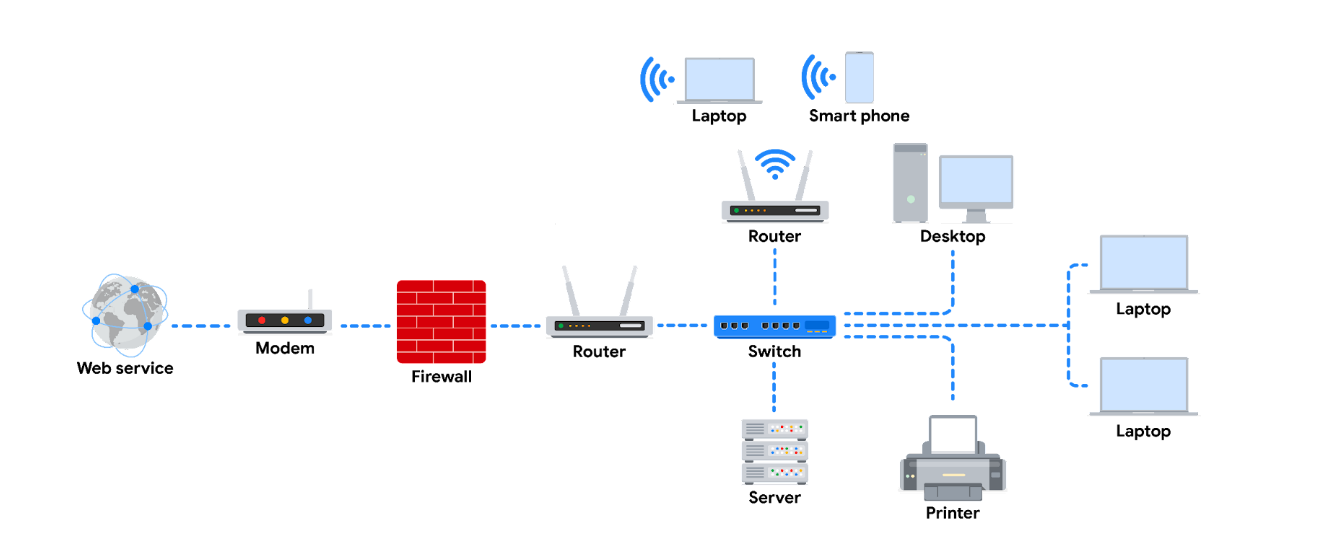 Laptop
Smart phone
Router
Desktop
Laptop
Web service
Modem
Firewall
Router
Switch
Laptop
Server
Printer